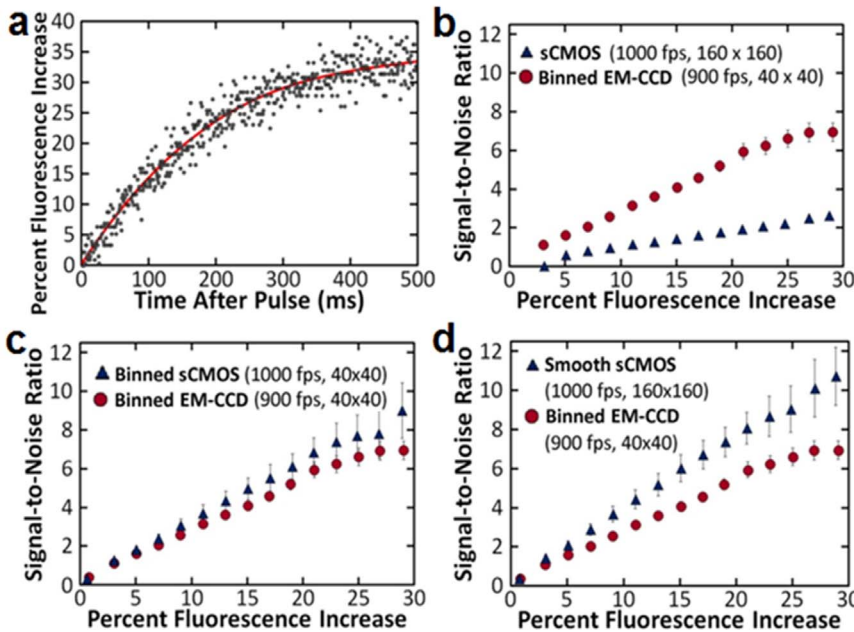 a
Percent Fluorescence Increase
40
35
30
25
20
15
10
5
0
0 100 200 300 400 500
Time After Pulse (ms)
b
Signal-to-Noise Ratio
12
10
8
6
4
2
0
sCMOS (1000 fps, 160 x 160)
Binned EM-CCD (900 fps, 40 x 40)
0 5 10 15 20 25 30
Percent Fluorescence Increase
c
Signal-to-Noise Ratio
12
10
8
6
4
2
0
Binned sCMOS (1000 fps, 40x40)
Binned EM-CCD (900 fps, 40x40)
0 5 10 15 20 25 30
Percent Fluorescence Increase
d
Signal-to-Noise Ratio
12
10
8
6
4
2
0
Smooth sCMOS
(1000 fps, 160x160)
Binned EM-CCD
(900 fps, 40x40)
0 5 10 15 20 25 30
Percent Fluorescence Increase